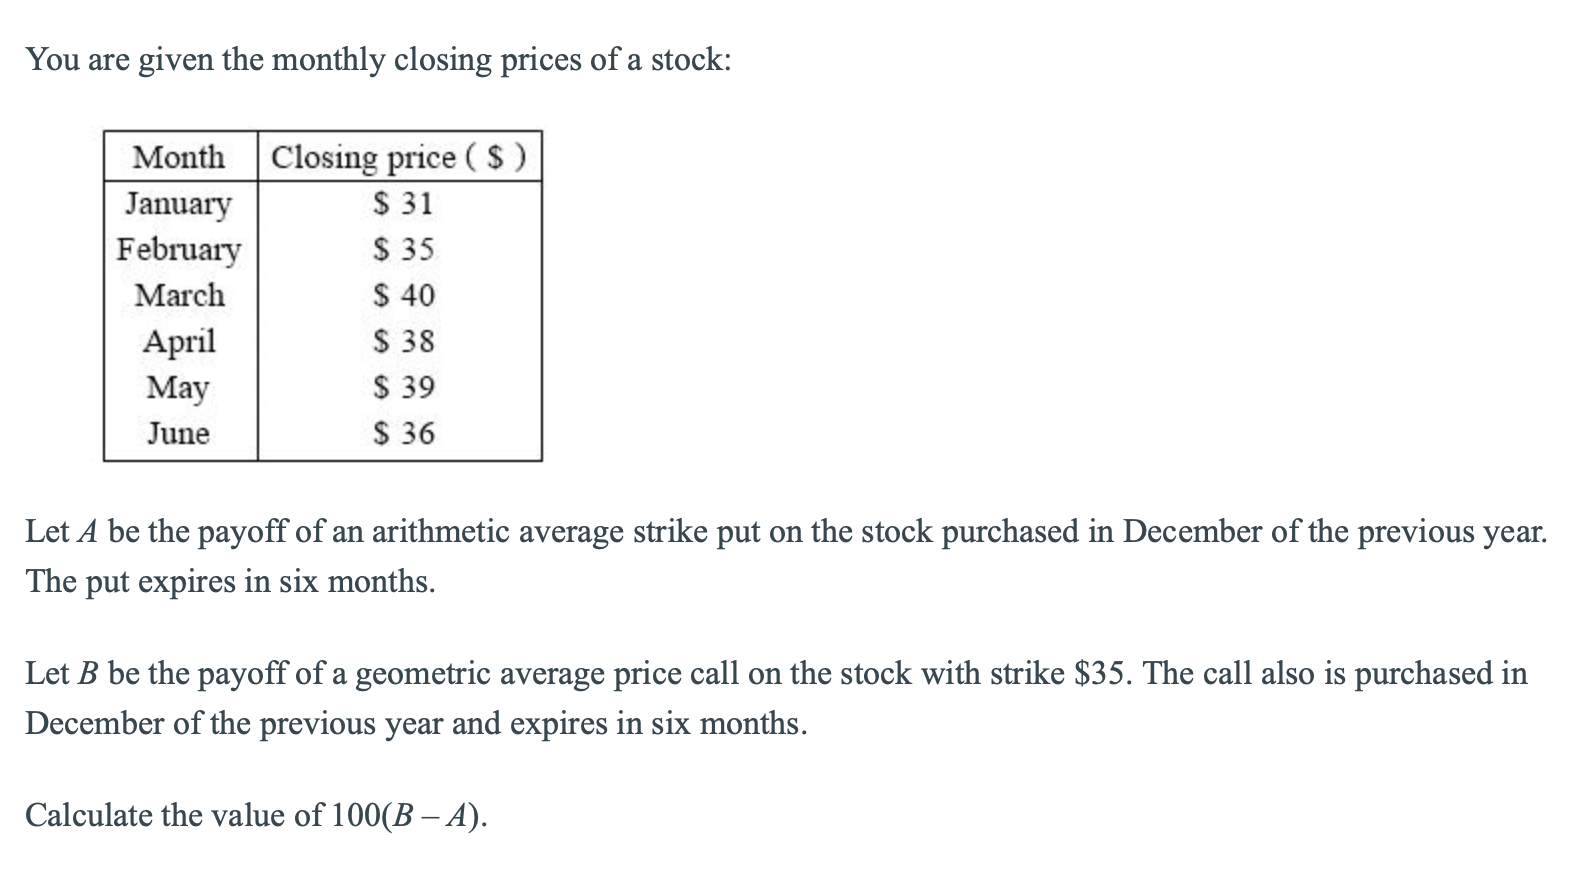 You are given the monthly closing prices of a stock:
Month Closing price ( $ )
January $ 31
February $ 35
March $ 40
April $ 38
May $ 39
June $ 36
Let A be the payoff of an arithmetic average strike put on the stock purchased in December of the previous year.
The put expires in six months.
Let B be the payoff of a geometric average price call on the stock with strike $35. The call also is purchased in
December of the previous year and expires in six months.
Calculate the value of 100(B – A).